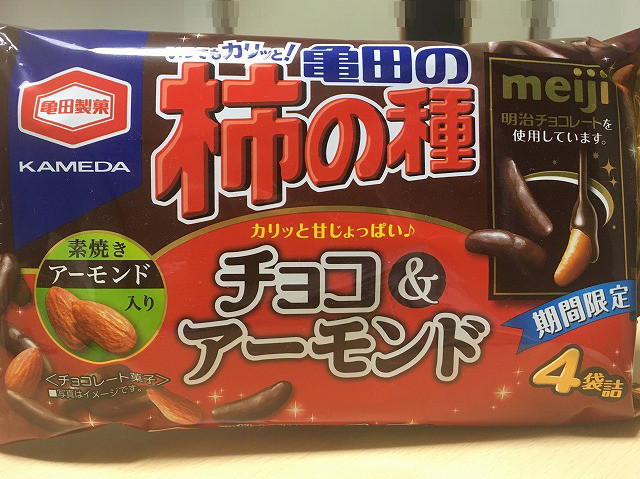 いつでもカリッと!
亀田の
柿の種
亀田製菓
KAMEDA
meiji
明治チョコレートを
使用しています。
カリッと甘じょっぱい♪
チョコ&
アーモンド
素焼き
アーモンド
入り
期間限定
4袋詰
<チョコレート菓子>
■写真はイメージです。